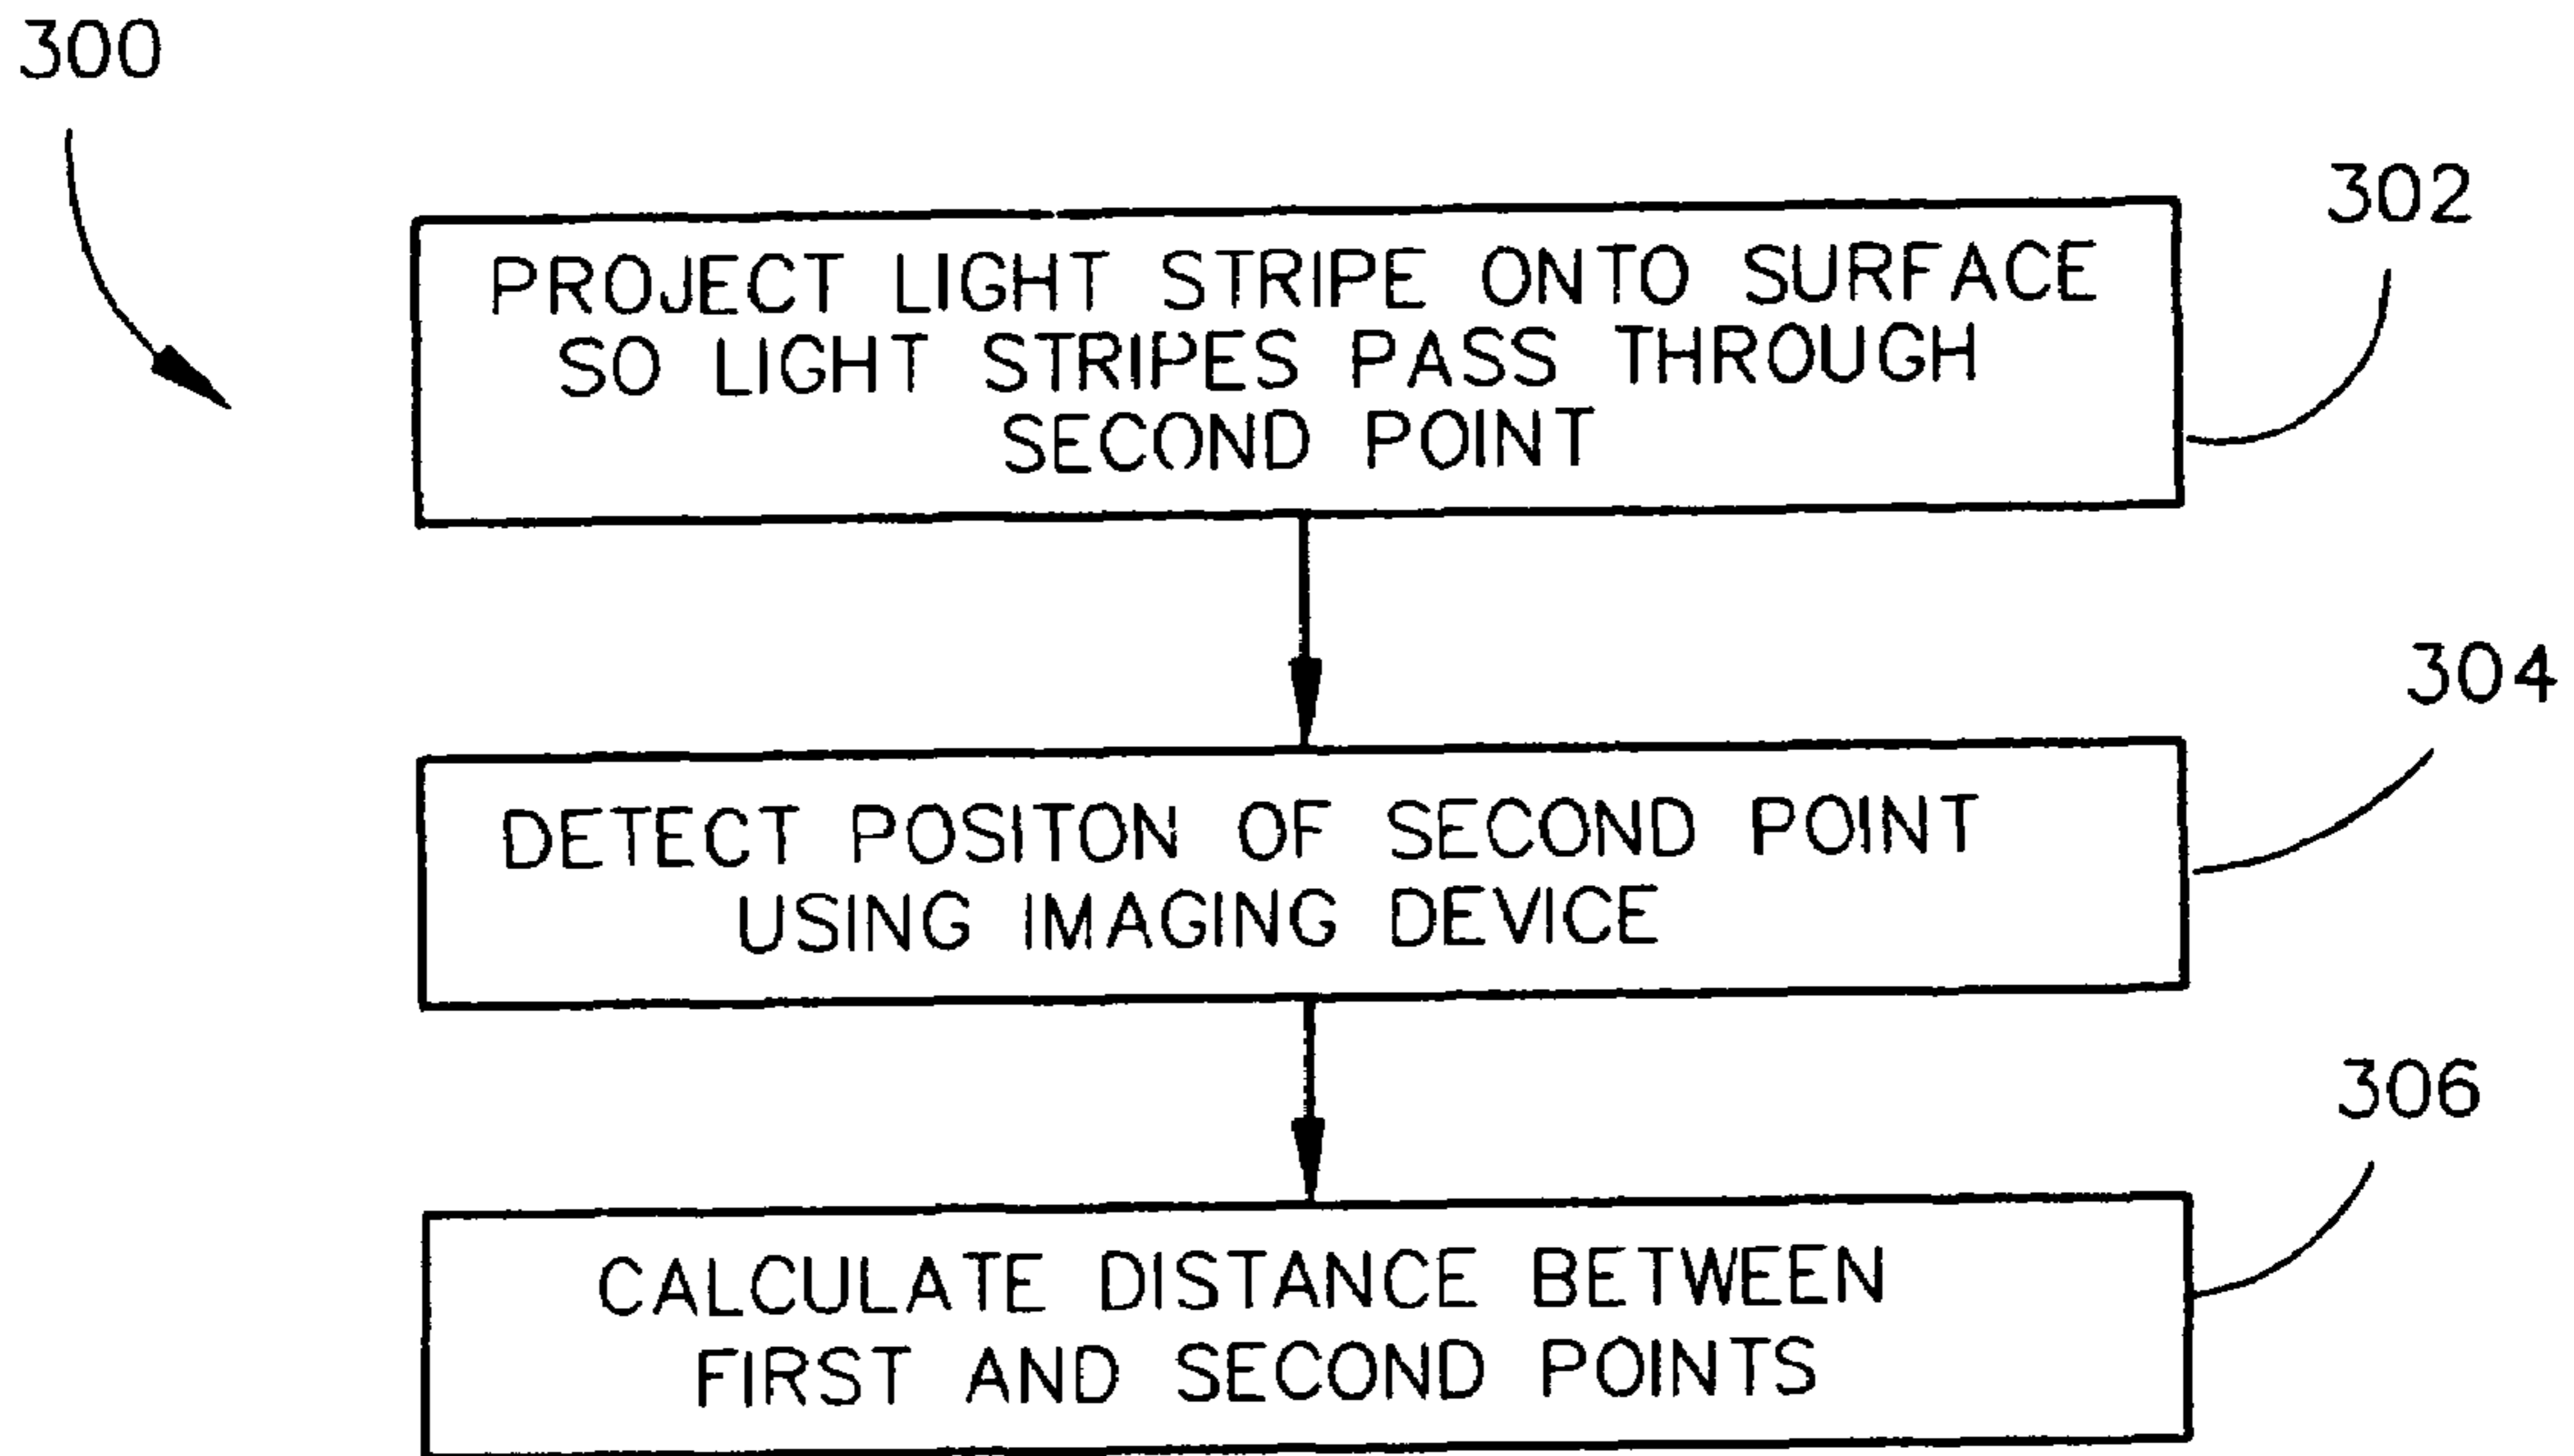 300
302
PROJECT LIGHT STRIPE ONTO SURFACE
SO LIGHT STRIPES PASS THROUGH
SECOND POINT
304
DETECT POSITON OF SECOND POINT
USING IMAGING DEVICE
306
CALCULATE DISTANCE BETWEEN
FIRST AND SECOND POINTS